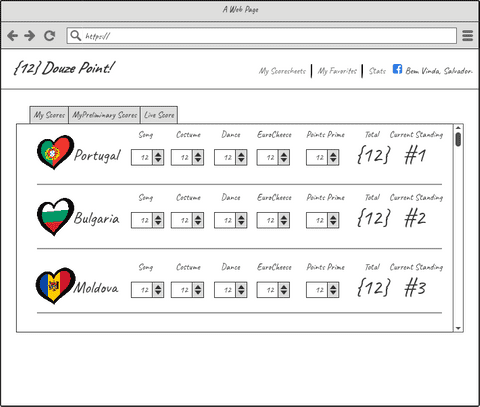 A Web Page
https://
{12} Douze Point!
My Scoresheets | My Favorites | Stats Bem Vinda, Salvador.
My Scores MyPreliminary Scores Live Score
Song Costume Dance EuroCheese Points Prime Total Current Standing
Portugal 12 12 12 12 12 {12} #1
Song Costume Dance EuroCheese Points Prime Total Current Standing
Bulgaria 12 12 12 12 12 {12} #2
Song Costume Dance EuroCheese Points Prime Total Current Standing
Moldova 12 12 12 12 12 {12} #3